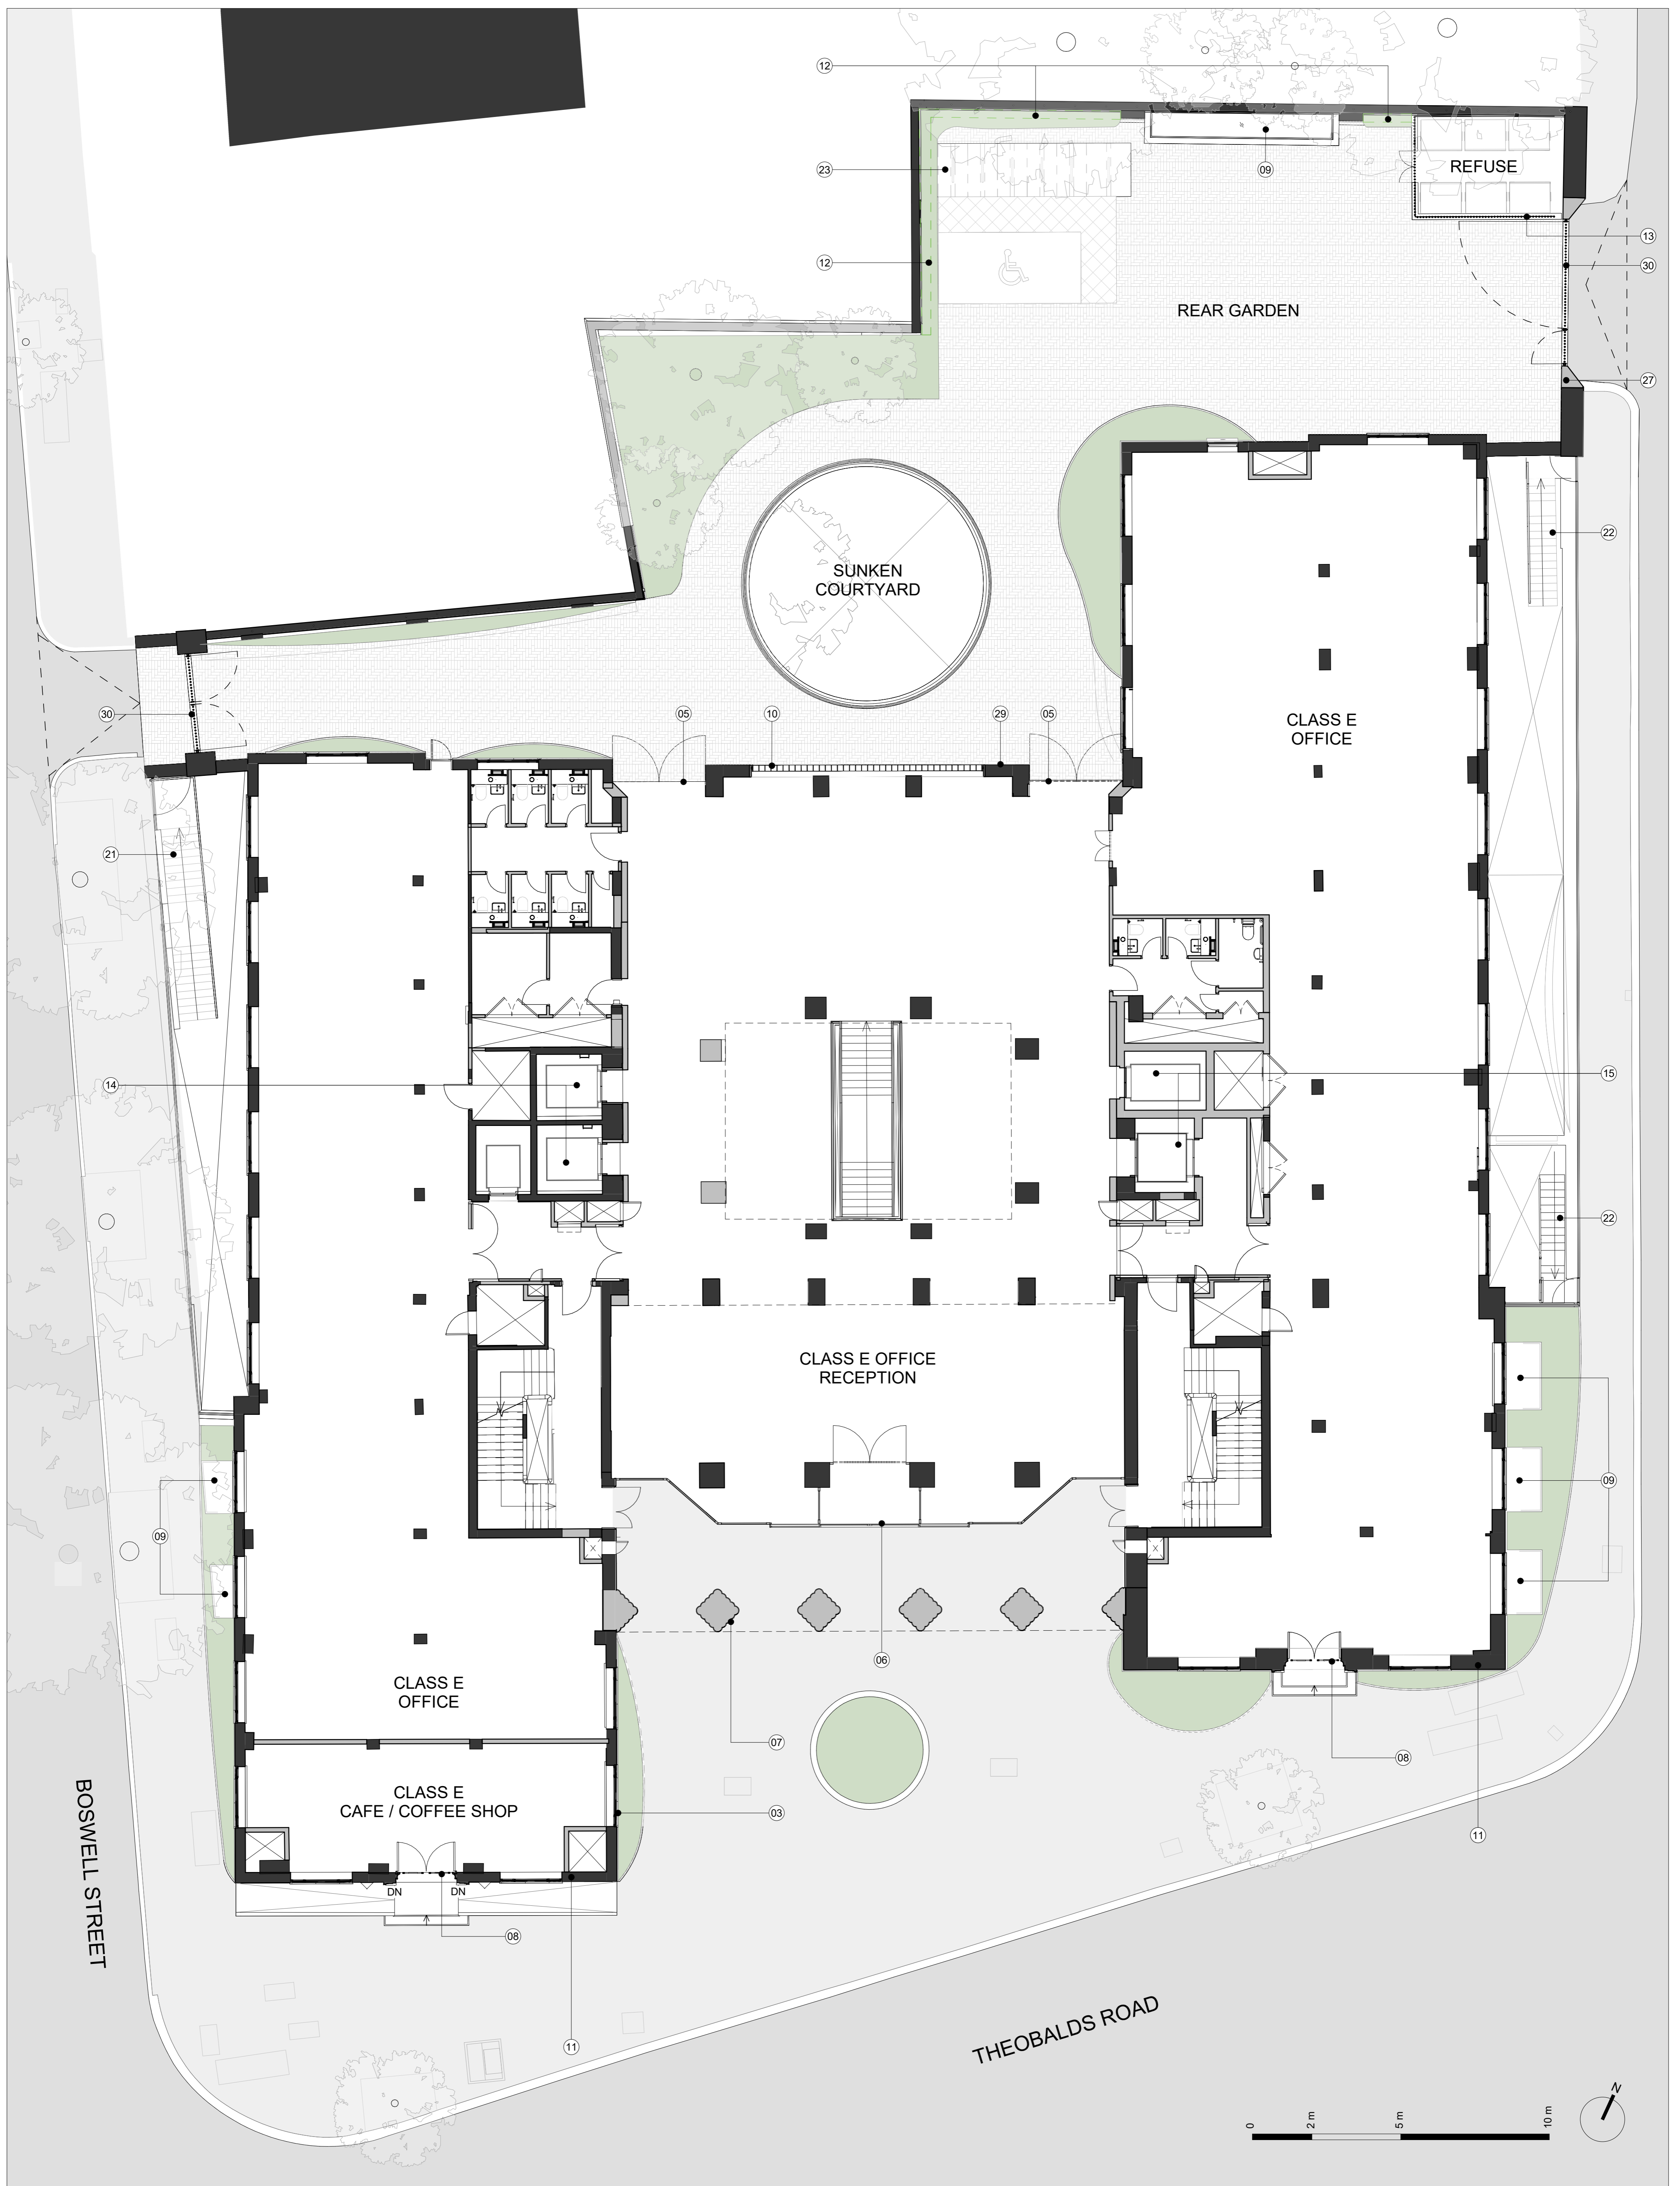 12
09
23
REFUSE
13
12
30
REAR GARDEN
27
22
SUNKEN
COURTYARD
30
05
10
29
05
CLASS E
OFFICE
21
14
15
22
CLASS E OFFICE
RECEPTION
09
09
06
CLASS E
OFFICE
07
08
CLASS E
CAFE / COFFEE SHOP
03
11
DN
DN
08
BOSWELL STREET
11
THEOBALDS ROAD
0
2 m
5 m
10 m
N